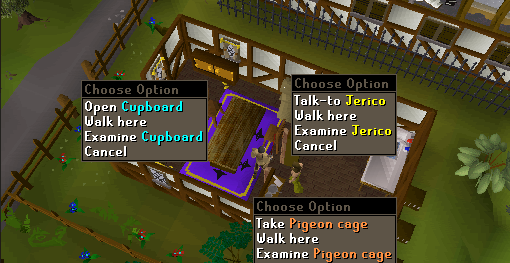 Choose Option
Open Cupboard
Walk here
Examine Cupboard
Cancel
Choose Option
Talk-to Jerico
Walk here
Examine Jerico
Cancel
Choose Option
Take Pigeon cage
Walk here
Examine Pigeon cage